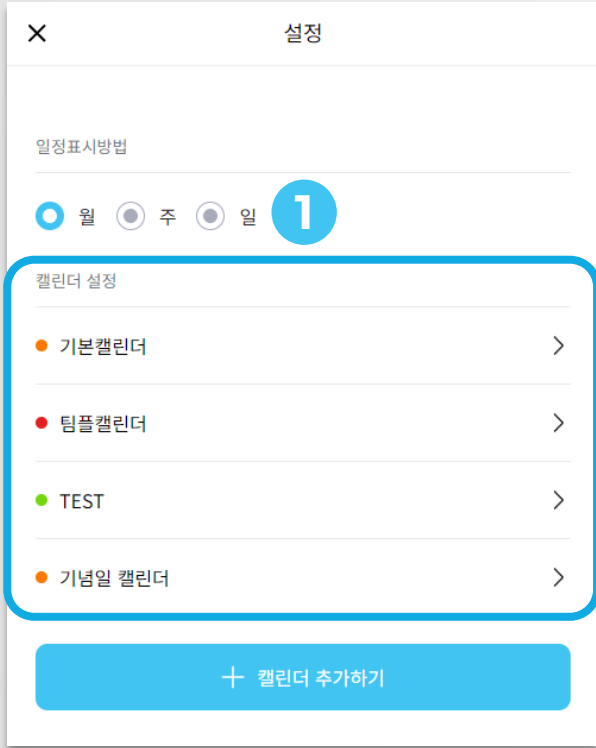 설정
일정표시방법
월 주 일 1
캘린더 설정
기본캘린더
팀플캘린더
TEST
기념일 캘린더
캘린더 추가하기